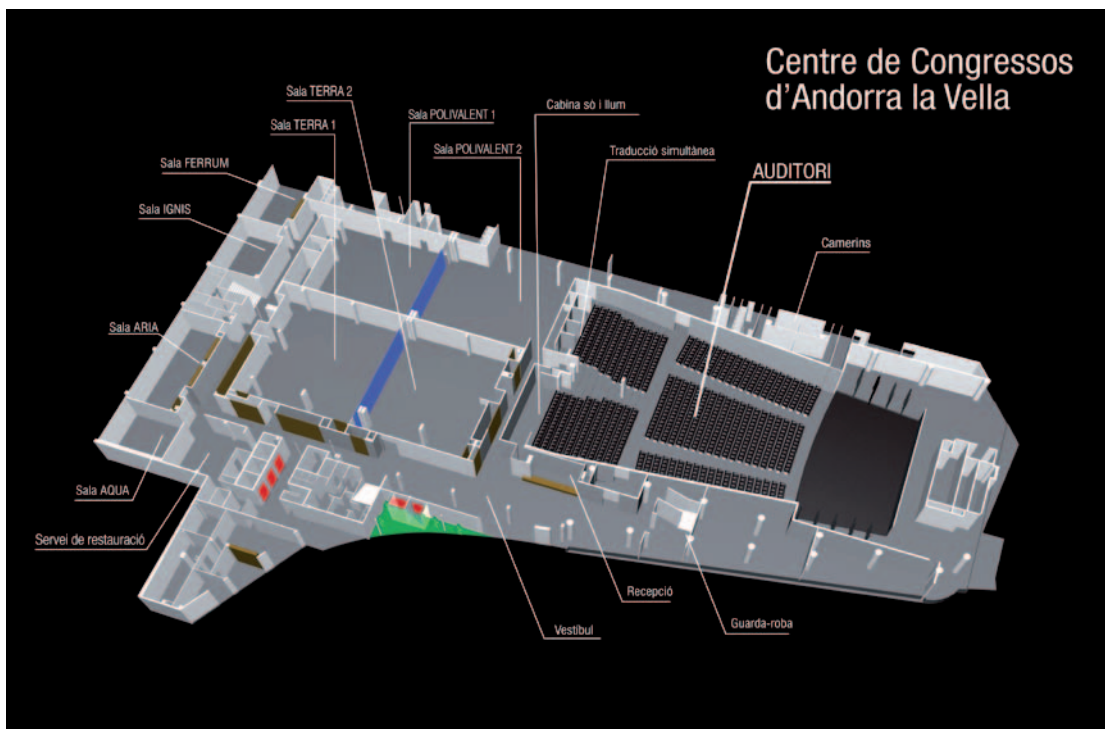 Centre de Congressos
d'Andorra la Vella
Sala TERRA 2
Sala TERRA 1
Sala POLIVALENT 1
Cabina sò i llum
Sala POLIVALENT 2
Traducció simultànea
Sala FERRUM
AUDITORI
Sala IGNIS
Camerins
Sala ARIA
Sala AQUA
Servei de restauració
Recepció
Vestíbul
Guarda-roba